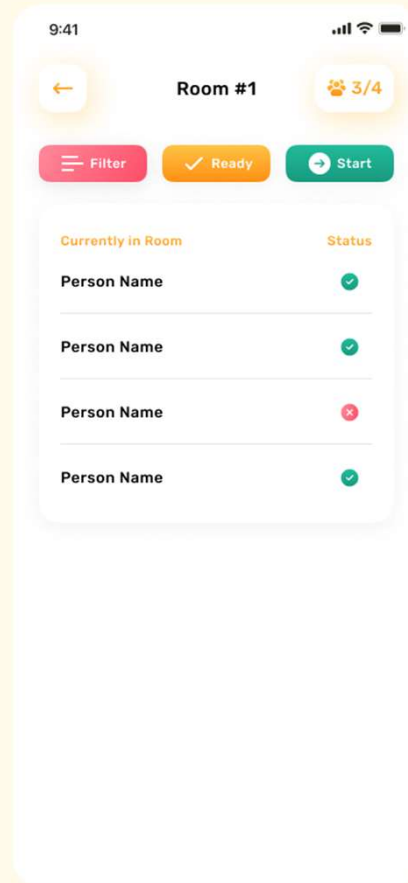 9:41
Room #1
3/4
Filter
Ready
Start
Currently in Room Status
Person Name
Person Name
Person Name
Person Name